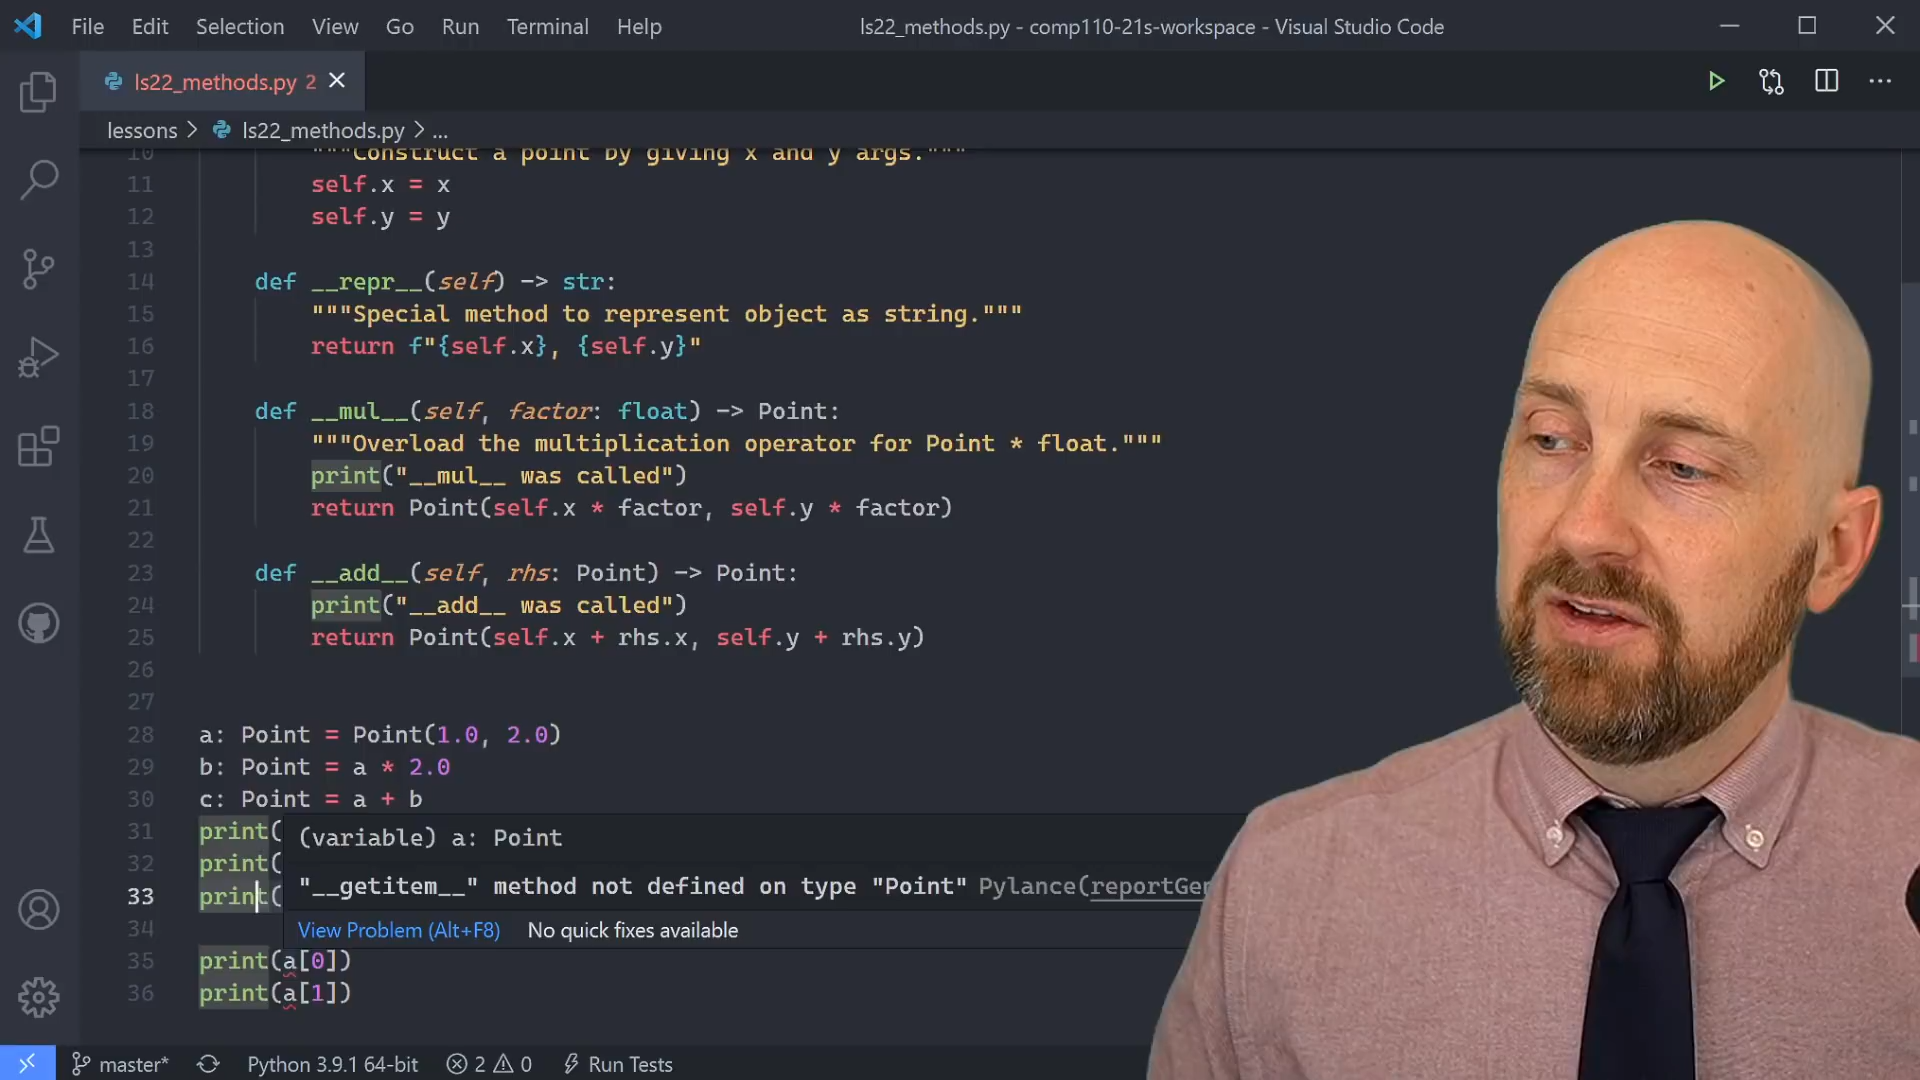 File Edit Selection View Go Run Terminal Help ls22_methods.py - comp110-21s-workspace - Visual Studio Code
ls22_methods.py 2
lessons > ls22_methods.py > ...
10 """Construct a point by giving x and y args."""
11 self.x = x
12 self.y = y
13
14 def __repr__(self) -> str:
15 """Special method to represent object as string."""
16 return f"{self.x}, {self.y}"
17
18 def __mul__(self, factor: float) -> Point:
19 """Overload the multiplication operator for Point * float."""
20 print("__mul__ was called")
21 return Point(self.x * factor, self.y * factor)
22
23 def __add__(self, rhs: Point) -> Point:
24 print("__add__ was called")
25 return Point(self.x + rhs.x, self.y + rhs.y)
26
27
28 a: Point = Point(1.0, 2.0)
29 b: Point = a * 2.0
30 c: Point = a + b
31 print(
(variable) a: Point
32 print(
"__getitem__" method not defined on type "Point" Pylance(reportGe
33 print(
34
View Problem (Alt+F8) No quick fixes available
35 print(a[0])
36 print(a[1])
master* Python 3.9.1 64-bit 2 0 Run Tests